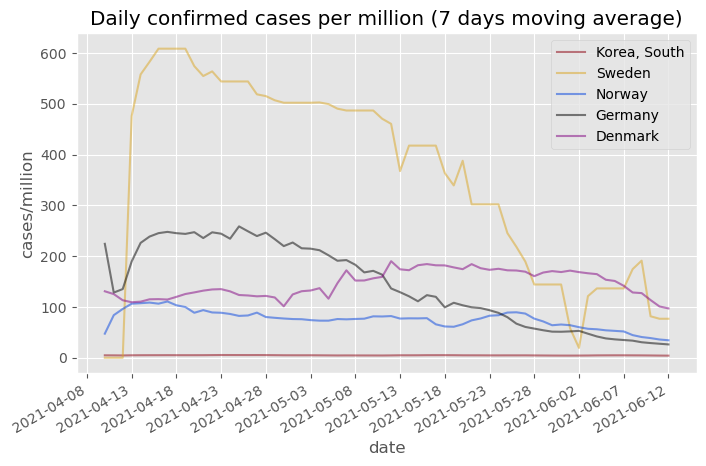 Daily confirmed cases per million (7 days moving average)
Korea, South
Sweden
Norway
Germany
Denmark
cases/million
600
500
400
300
200
100
0
2021-04-08
2021-04-13
2021-04-18
2021-04-23
2021-04-28
2021-05-03
2021-05-08
2021-05-13
2021-05-18
2021-05-23
2021-05-28
2021-06-02
2021-06-07
2021-06-12
date